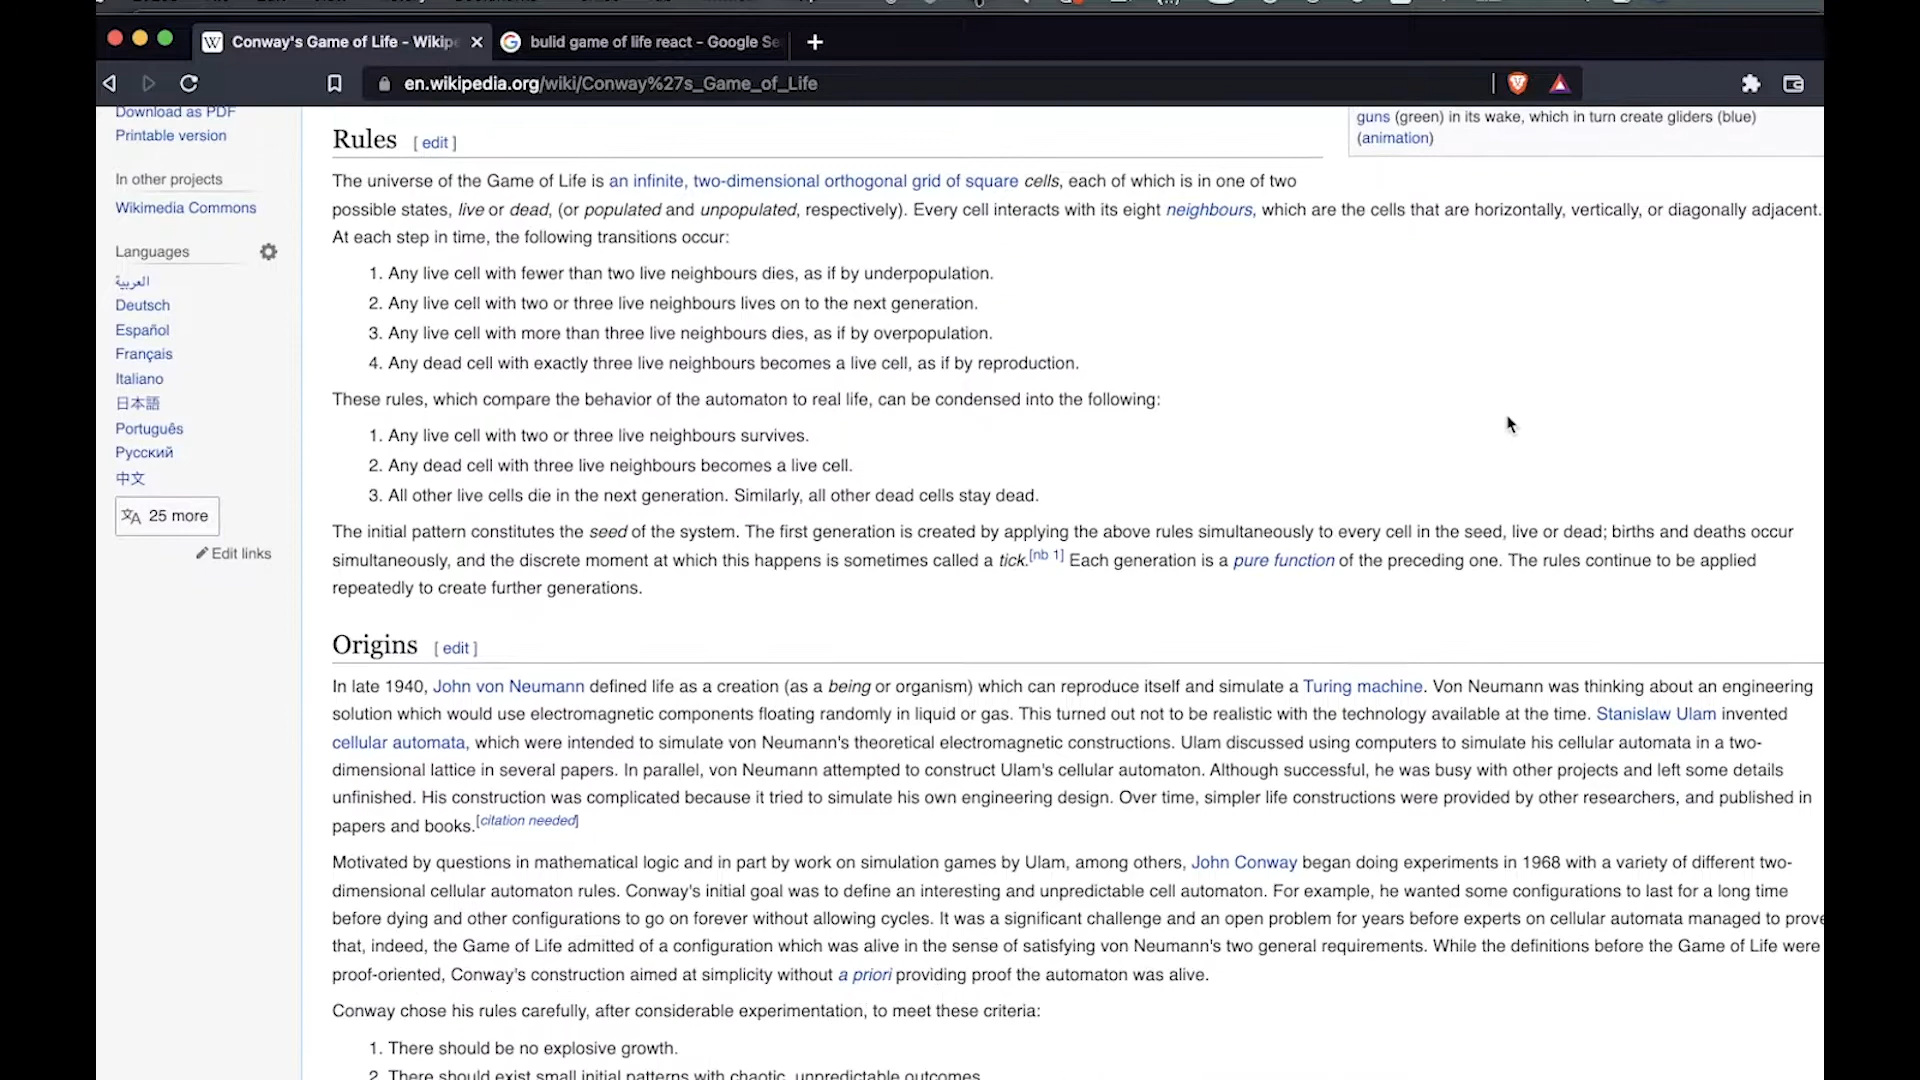 Conway's Game of Life - Wikip
bulid game of life react - Google Se
en.wikipedia.org/wiki/Conway%27s_Game_of_Life
Download as PDF
Printable version
In other projects
Wikimedia Commons
Languages
العربية
Deutsch
Español
Français
Italiano
日本語
Português
Русский
中文
25 more
Edit links
guns (green) in its wake, which in turn create gliders (blue)
(animation)
Rules [ edit ]
The universe of the Game of Life is an infinite, two-dimensional orthogonal grid of square cells, each of which is in one of two
possible states, live or dead, (or populated and unpopulated, respectively). Every cell interacts with its eight neighbours, which are the cells that are horizontally, vertically, or diagonally adjacent.
At each step in time, the following transitions occur:
1. Any live cell with fewer than two live neighbours dies, as if by underpopulation.
2. Any live cell with two or three live neighbours lives on to the next generation.
3. Any live cell with more than three live neighbours dies, as if by overpopulation.
4. Any dead cell with exactly three live neighbours becomes a live cell, as if by reproduction.
These rules, which compare the behavior of the automaton to real life, can be condensed into the following:
1. Any live cell with two or three live neighbours survives.
2. Any dead cell with three live neighbours becomes a live cell.
3. All other live cells die in the next generation. Similarly, all other dead cells stay dead.
The initial pattern constitutes the seed of the system. The first generation is created by applying the above rules simultaneously to every cell in the seed, live or dead; births and deaths occur
simultaneously, and the discrete moment at which this happens is sometimes called a tick.[nb 1] Each generation is a pure function of the preceding one. The rules continue to be applied
repeatedly to create further generations.
Origins [ edit ]
In late 1940, John von Neumann defined life as a creation (as a being or organism) which can reproduce itself and simulate a Turing machine. Von Neumann was thinking about an engineering
solution which would use electromagnetic components floating randomly in liquid or gas. This turned out not to be realistic with the technology available at the time. Stanislaw Ulam invented
cellular automata, which were intended to simulate von Neumann's theoretical electromagnetic constructions. Ulam discussed using computers to simulate his cellular automata in a two-
dimensional lattice in several papers. In parallel, von Neumann attempted to construct Ulam's cellular automaton. Although successful, he was busy with other projects and left some details
unfinished. His construction was complicated because it tried to simulate his own engineering design. Over time, simpler life constructions were provided by other researchers, and published in
papers and books.[citation needed]
Motivated by questions in mathematical logic and in part by work on simulation games by Ulam, among others, John Conway began doing experiments in 1968 with a variety of different two-
dimensional cellular automaton rules. Conway's initial goal was to define an interesting and unpredictable cell automaton. For example, he wanted some configurations to last for a long time
before dying and other configurations to go on forever without allowing cycles. It was a significant challenge and an open problem for years before experts on cellular automata managed to prove
that, indeed, the Game of Life admitted of a configuration which was alive in the sense of satisfying von Neumann's two general requirements. While the definitions before the Game of Life were
proof-oriented, Conway's construction aimed at simplicity without a priori providing proof the automaton was alive.
Conway chose his rules carefully, after considerable experimentation, to meet these criteria:
1. There should be no explosive growth.
2. There should exist small initial patterns with chaotic, unpredictable outcomes.